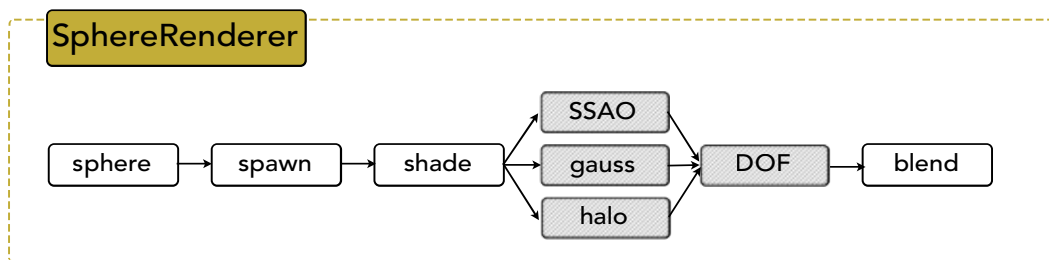 SphereRenderer
sphere
spawn
shade
SSAO
gauss
halo
DOF
blend